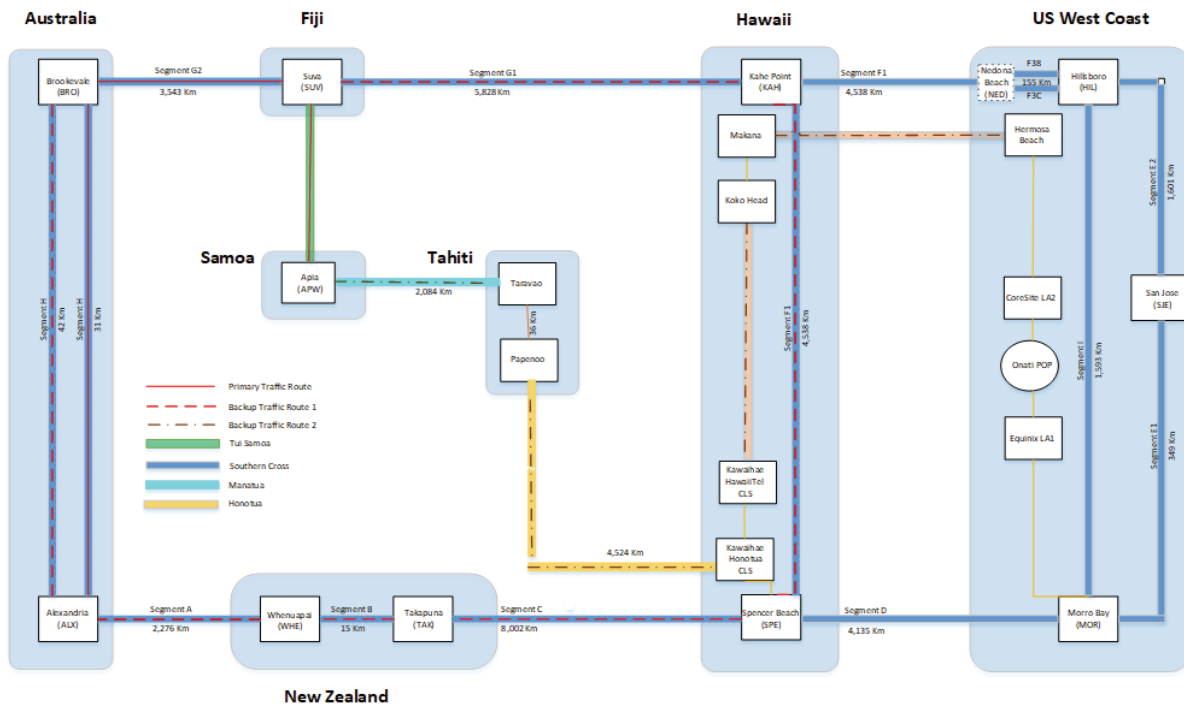 Australia
Fiji
Hawaii
US West Coast
Brookevale
(BRO)
Segment G2
3,543 Km
Suva
(SUV)
Segment G1
5,828Km
Kahe Point
(KAH)
Segment F1
4,538 Km
Nedona
Beach
(NED)
F3B
155 Km
F3C
Hillsboro
(HIL)
Makana
Hermosa
Beach
Koko Head
Segment E 2
1,601 Km
Samoa
Tahiti
Apia
(APW)
2,084 Km
Taravao
36 Km
Papenoo
Segment H
42 Km
Segment H
31 Km
Segment F1
4,538 Km
CoreSite LA2
San Jose
(SJE)
Onati POP
Segment I
1,593 Km
Equinix LA1
Segment E1
349 Km
Primary Traffic Route
Backup Traffic Route 1
Backup Traffic Route 2
Tui Samoa
Southern Cross
Manatua
Honotua
Kawaihae
HawaiiTel
CLS
4,524 Km
Kawaihae
Honotua
CLS
Alexandria
(ALX)
Segment A
2,276 Km
Whenuapai
(WHE)
Segment B
15 Km
Takapuna
(TAK)
Segment C
8,002Km
Spencer Beach
(SPE)
Segment D
4,135 Km
Morro Bay
(MOR)
New Zealand